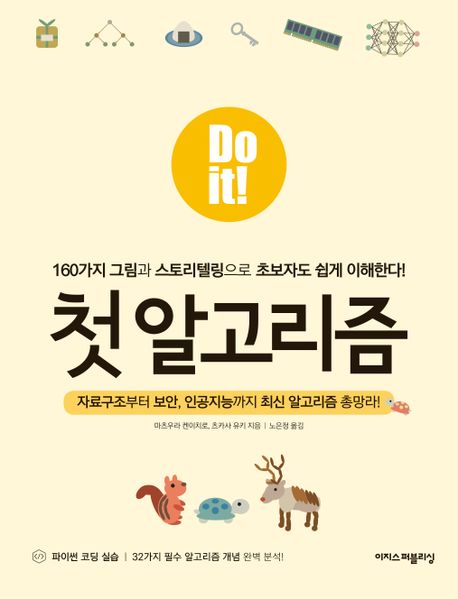 Do
it!
160가지 그림과 스토리텔링으로 초보자도 쉽게 이해한다!
첫 알고리즘
자료구조부터 보안, 인공지능까지 최신 알고리즘 총망라!
마츠우라 켄이치로, 츠카사 유키 지음 | 노은정 옮김
파이썬 코딩 실습 | 32가지 필수 알고리즘 개념 완벽 분석!
이지스퍼블리싱